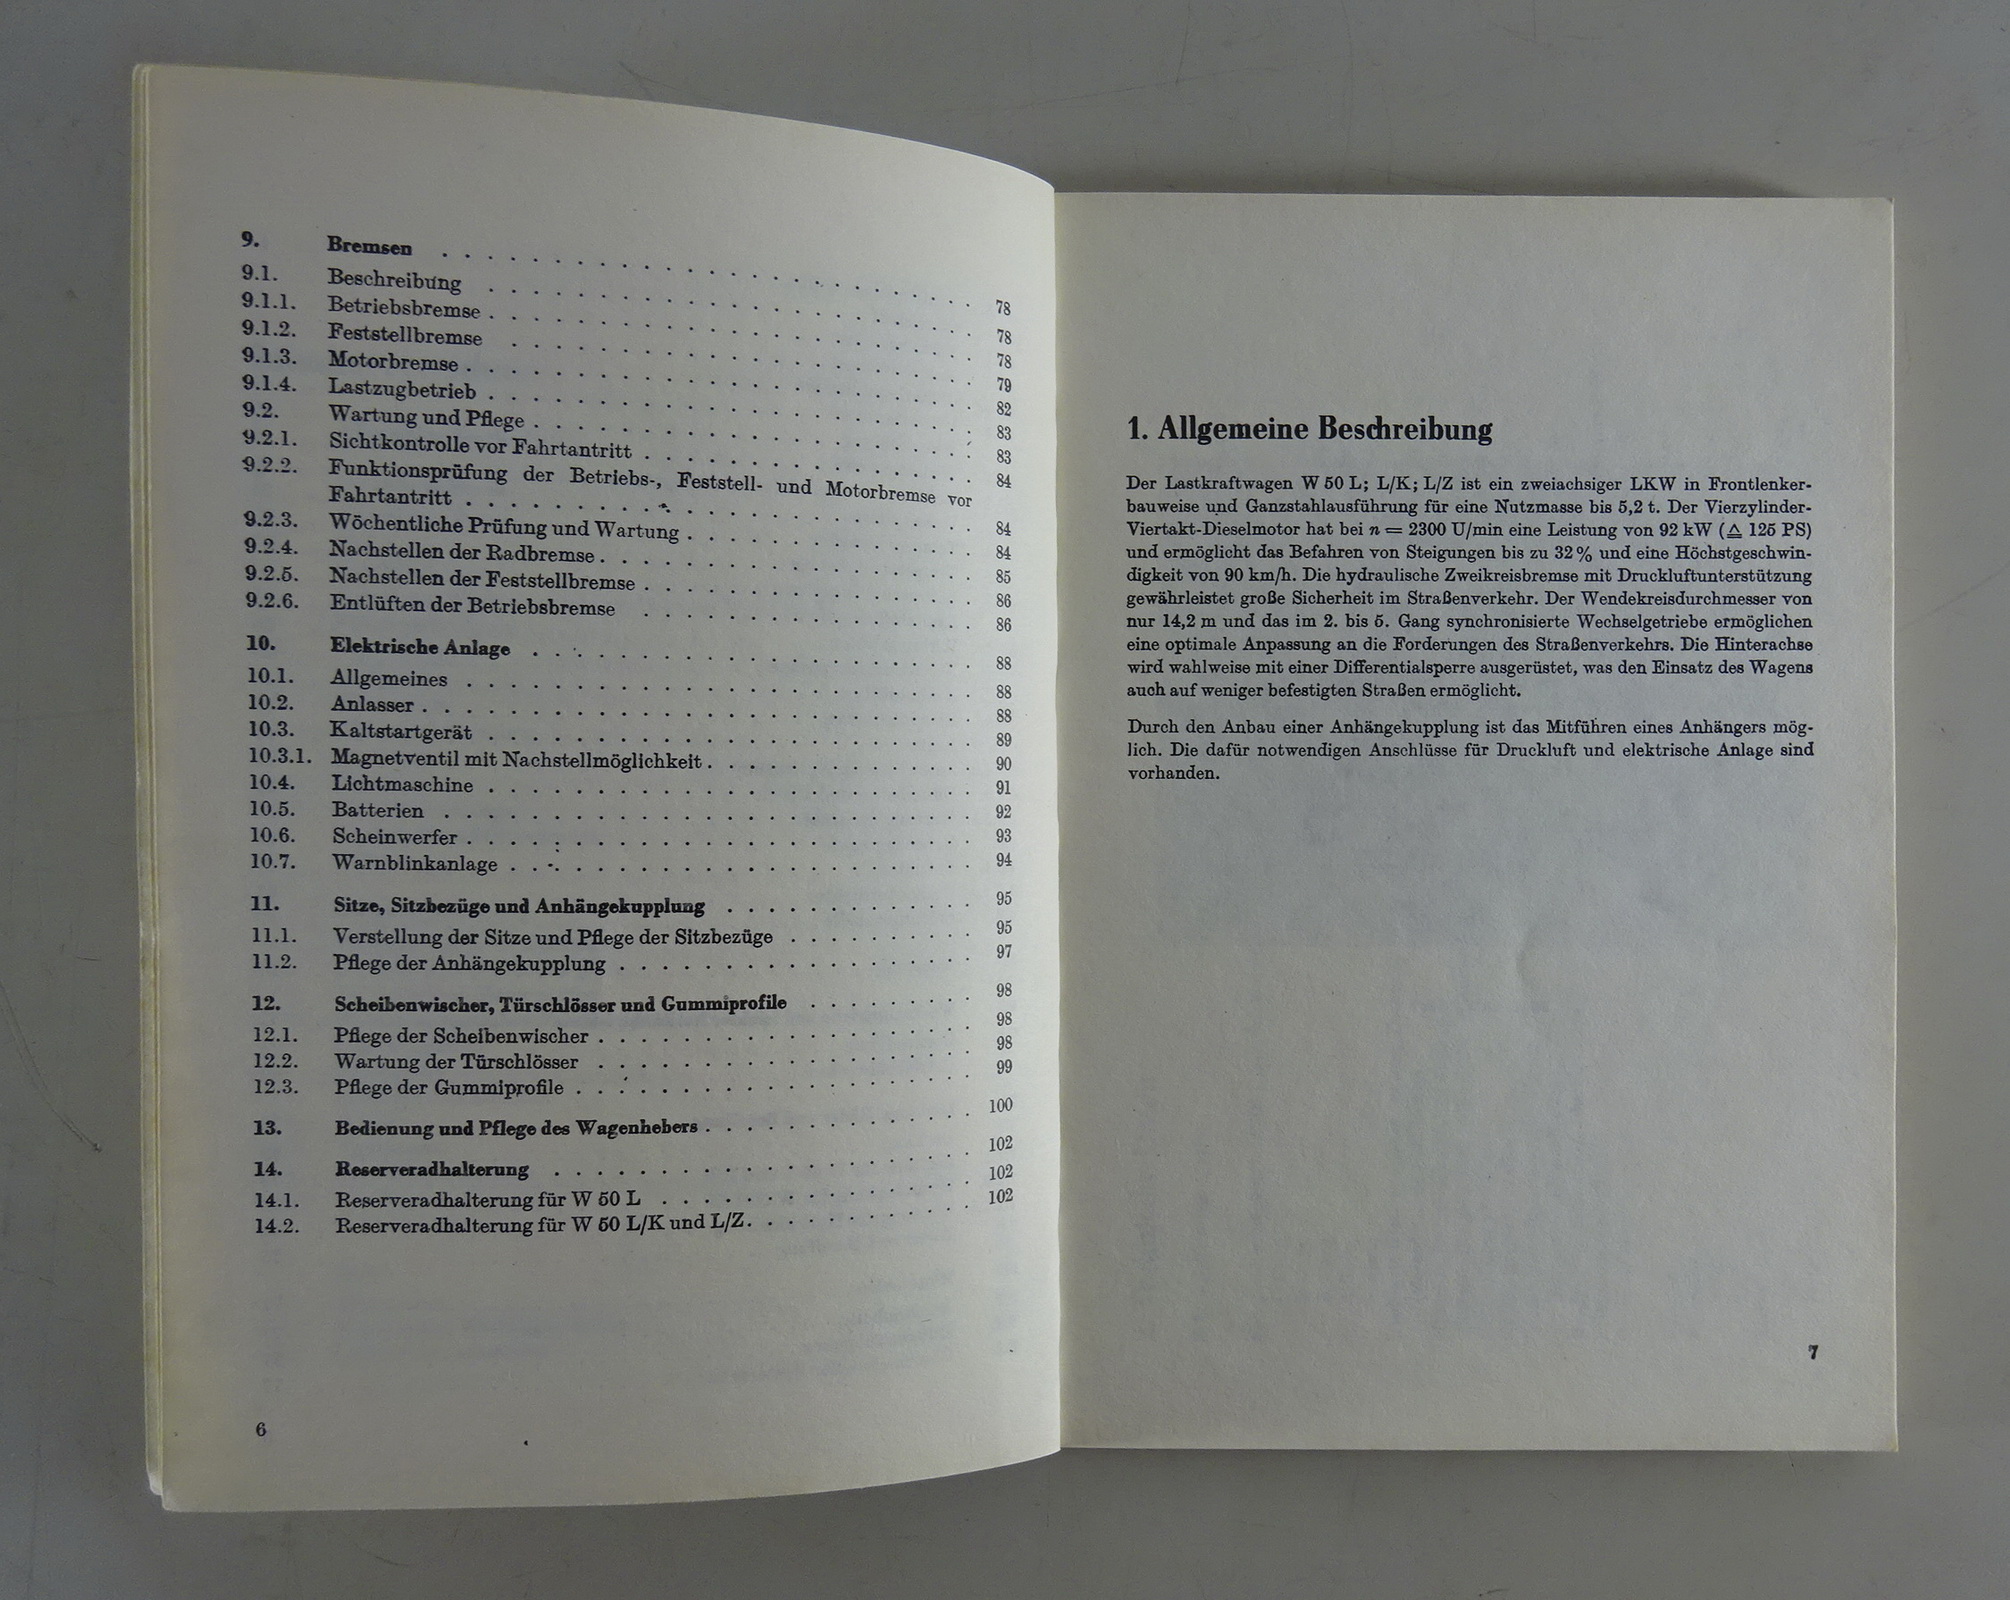 9. Bremsen . . . . . . . . . . . . . . . . . . . . . . . . 78
9.1. Beschreibung . . . . . . . . . . . . . . . . . . . . . . 78
9.1.1. Betriebsbremse . . . . . . . . . . . . . . . . . . . . . . 78
9.1.2. Feststellbremse . . . . . . . . . . . . . . . . . . . . . 79
9.1.3. Motorbremse . . . . . . . . . . . . . . . . . . . . . . . 82
9.1.4. Lastzugbetrieb . . . . . . . . . . . . . . . . . . . . . . 83
9.2. Wartung und Pflege . . . . . . . . . . . . . . . . . . . . 83
9.2.1. Sichtkontrolle vor Fahrtantritt . . . . . . . . . . . . . . . 84
9.2.2. Funktionsprüfung der Betriebs-, Feststell- und Motorbremse vor
Fahrtantritt . . . . . . . . . . . . . . . . . . . . . . . 84
9.2.3. Wöchentliche Prüfung und Wartung . . . . . . . . . . . . . 84
9.2.4. Nachstellen der Radbremse . . . . . . . . . . . . . . . . . 85
9.2.5. Nachstellen der Feststellbremse . . . . . . . . . . . . . . . 86
9.2.6. Entlüften der Betriebsbremse . . . . . . . . . . . . . . . 86
10. Elektrische Anlage . . . . . . . . . . . . . . . . . . . . 88
10.1. Allgemeines . . . . . . . . . . . . . . . . . . . . . . . 88
10.2. Anlasser . . . . . . . . . . . . . . . . . . . . . . . . . 88
10.3. Kaltstartgerät . . . . . . . . . . . . . . . . . . . . . . 89
10.3.1. Magnetventil mit Nachstellmöglichkeit . . . . . . . . . . . . 90
10.4. Lichtmaschine . . . . . . . . . . . . . . . . . . . . . . 91
10.5. Batterien . . . . . . . . . . . . . . . . . . . . . . . . 92
10.6. Scheinwerfer . . . . . . . . . . . . . . . . . . . . . . . 93
10.7. Warnblinkanlage . . . . . . . . . . . . . . . . . . . . . 94
11. Sitze, Sitzbezüge und Anhängekupplung . . . . . . . . . . . 95
11.1. Verstellung der Sitze und Pflege der Sitzbezüge . . . . . . . . 95
11.2. Pflege der Anhängekupplung . . . . . . . . . . . . . . . . 97
12. Scheibenwischer, Türschlösser und Gummiprofile . . . . . . . 98
12.1. Pflege der Scheibenwischer . . . . . . . . . . . . . . . . . 98
12.2. Wartung der Türschlösser . . . . . . . . . . . . . . . . . 98
12.3. Pflege der Gummiprofile . . . . . . . . . . . . . . . . . . 99
13. Bedienung und Pflege des Wagenhebers . . . . . . . . . . . . 100
14. Reserveradhalterung . . . . . . . . . . . . . . . . . . . 102
14.1. Reserveradhalterung für W 50 L . . . . . . . . . . . . . . 102
14.2. Reserveradhalterung für W 50 L/K und L/Z . . . . . . . . . . 102
6
1. Allgemeine Beschreibung
Der Lastkraftwagen W 50 L; L/K; L/Z ist ein zweiachsiger LKW in Frontlenker-
bauweise und Ganzstahlausführung für eine Nutzmasse bis 5,2 t. Der Vierzylinder-
Viertakt-Dieselmotor hat bei n = 2300 U/min eine Leistung von 92 kW (≙ 125 PS)
und ermöglicht das Befahren von Steigungen bis zu 32 % und eine Höchstgeschwin-
digkeit von 90 km/h. Die hydraulische Zweikreisbremse mit Druckluftunterstützung
gewährleistet große Sicherheit im Straßenverkehr. Der Wendekreisdurchmesser von
nur 14,2 m und das im 2. bis 5. Gang synchronisierte Wechselgetriebe ermöglichen
eine optimale Anpassung an die Forderungen des Straßenverkehrs. Die Hinterachse
wird wahlweise mit einer Differentialsperre ausgerüstet, was den Einsatz des Wagens
auch auf weniger befestigten Straßen ermöglicht.
Durch den Anbau einer Anhängekupplung ist das Mitführen eines Anhängers mög-
lich. Die dafür notwendigen Anschlüsse für Druckluft und elektrische Anlage sind
vorhanden.
7